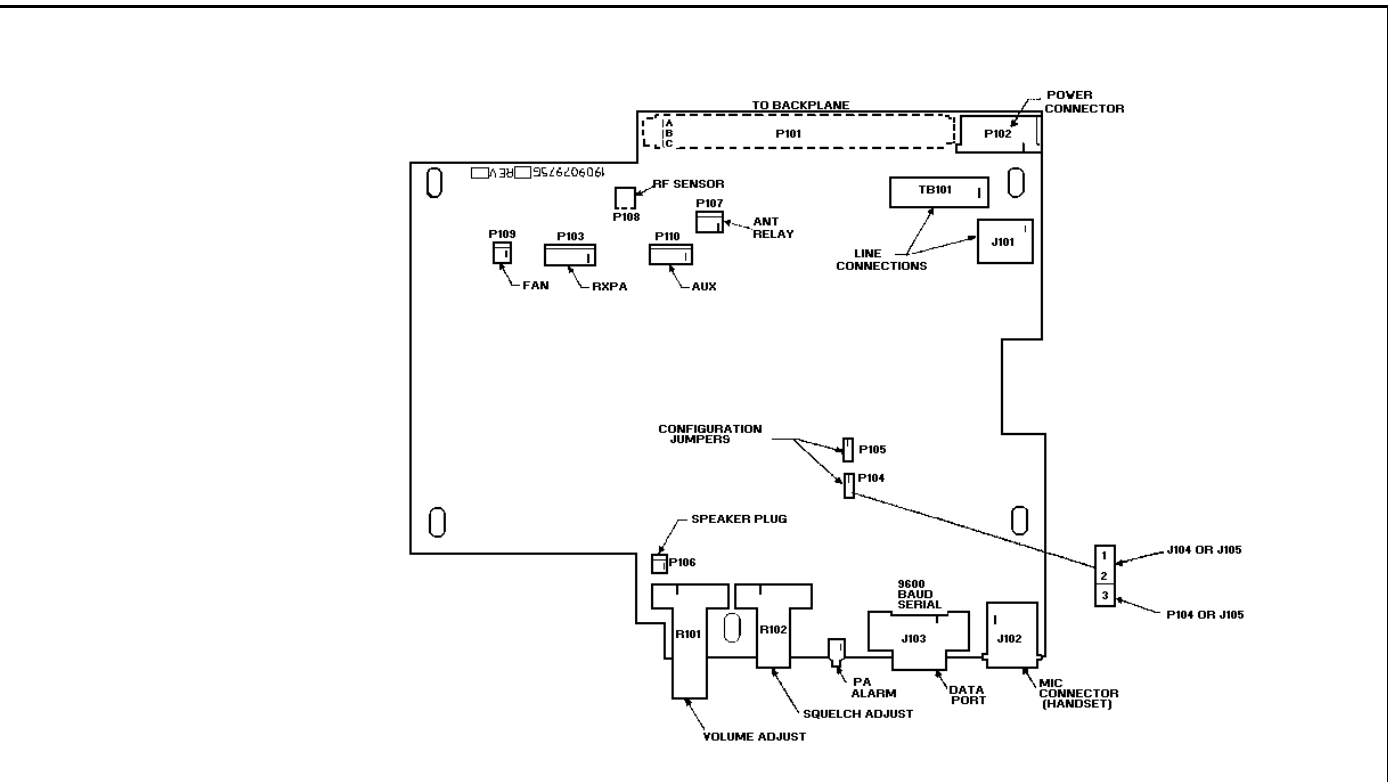 POWER
CONNECTOR
TO BACKPLANE
A
B
C
P101
P102
19D907975G REV
RF SENSOR
P108
P107
ANT
RELAY
TB101
J101
LINE
CONNECTIONS
P109
P103
P110
FAN
RXPA
AUX
CONFIGURATION
JUMPERS
P105
P104
SPEAKER PLUG
P106
1
2
3
J104 OR J105
P104 OR J105
9600
BAUD
SERIAL
R101
R102
J103
J102
PA
ALARM
DATA
PORT
MIC
CONNECTOR
(HANDSET)
SQUELCH ADJUST
VOLUME ADJUST